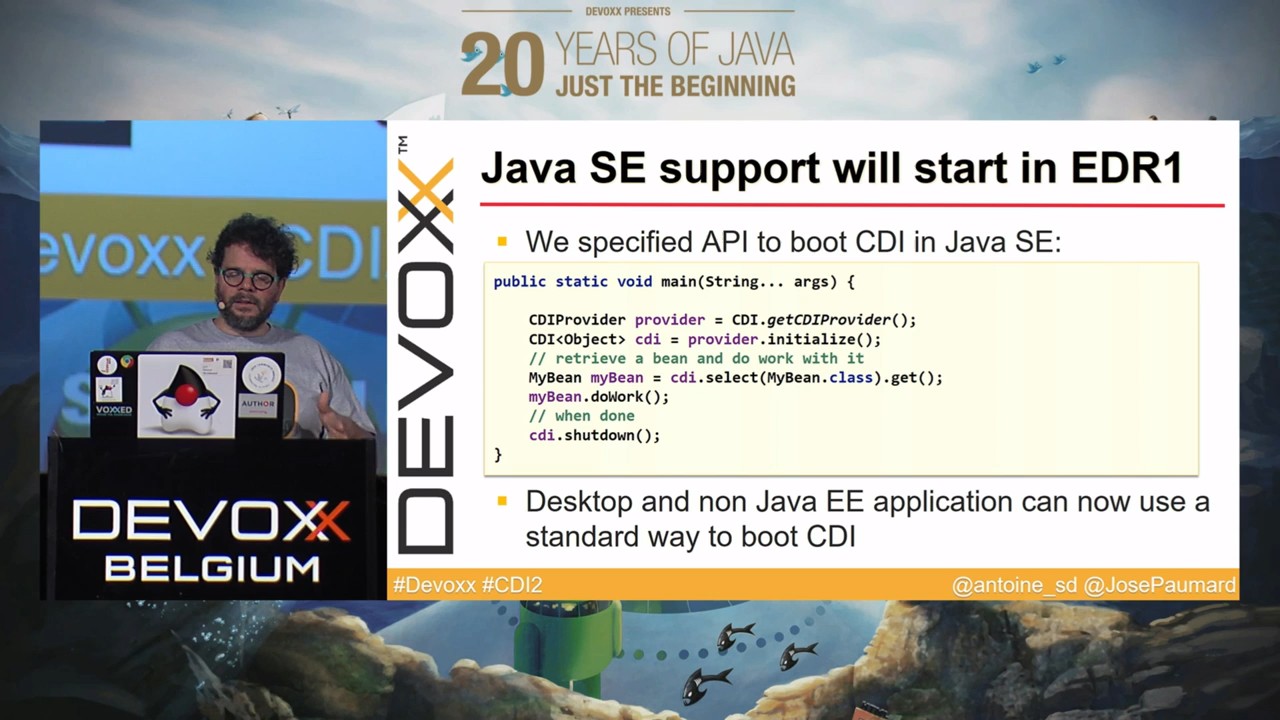 DEVOXX PRESENTS
20 YEARS OF JAVA
JUST THE BEGINNING
evoxx
CDI
VOXXED
AUTHOR
DEVOXX
BELGIUM
DEVOXX™
Java SE support will start in EDR1
We specified API to boot CDI in Java SE:
public static void main(String... args) {
CDIProvider provider = CDI.getCDIProvider();
CDI<Object> cdi = provider.initialize();
// retrieve a bean and do work with it
MyBean myBean = cdi.select(MyBean.class).get();
myBean.doWork();
// when done
cdi.shutdown();
}
Desktop and non Java EE application can now use a
standard way to boot CDI
#Devoxx #CDI2
@antoine_sd @JosePaumard